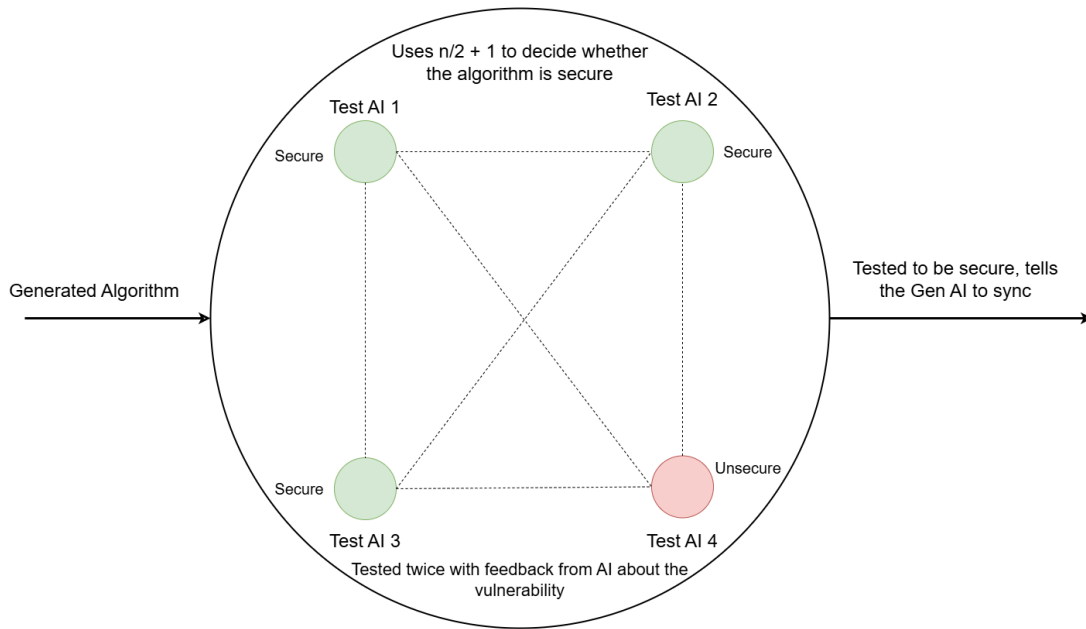 Uses n/2 + 1 to decide whether
the algorithm is secure
Test AI 1
Test AI 2
Secure
Secure
Generated Algorithm
Tested to be secure, tells
the Gen AI to sync
Secure
Unsecure
Test AI 3
Test AI 4
Tested twice with feedback from AI about the
vulnerability